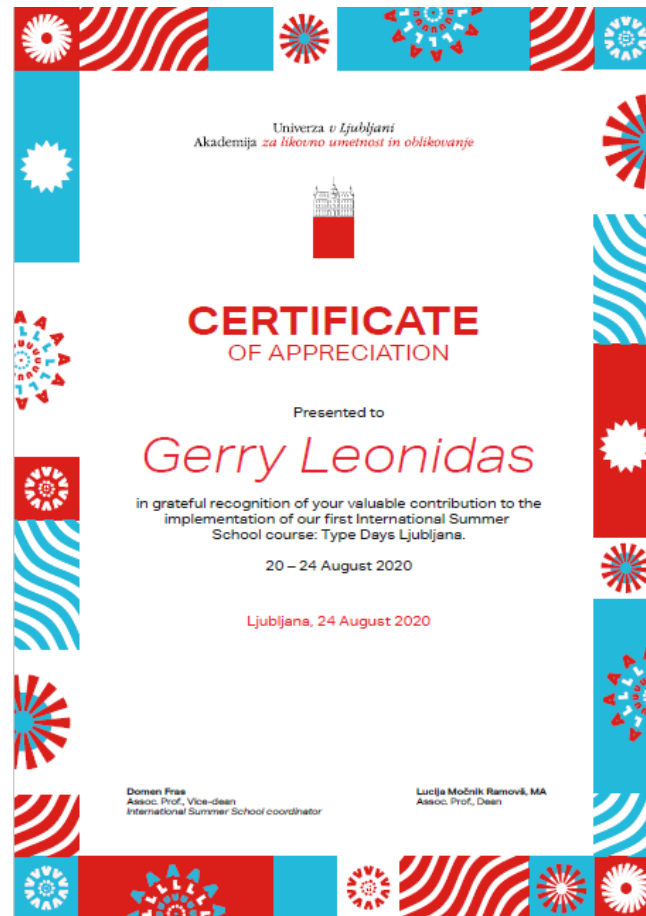 Univerza v Ljubljani
Akademija za likovno umetnost in oblikovanje
CERTIFICATE
OF APPRECIATION
Presented to
Gerry Leonidas
in grateful recognition of your valuable contribution to the
implementation of our first International Summer
School course: Type Days Ljubljana.
20 – 24 August 2020
Ljubljana, 24 August 2020
Domen Fras
Assoc. Prof., Vice-dean
International Summer School coordinator
Lucija Močnik Ramovš, MA
Assoc. Prof., Dean